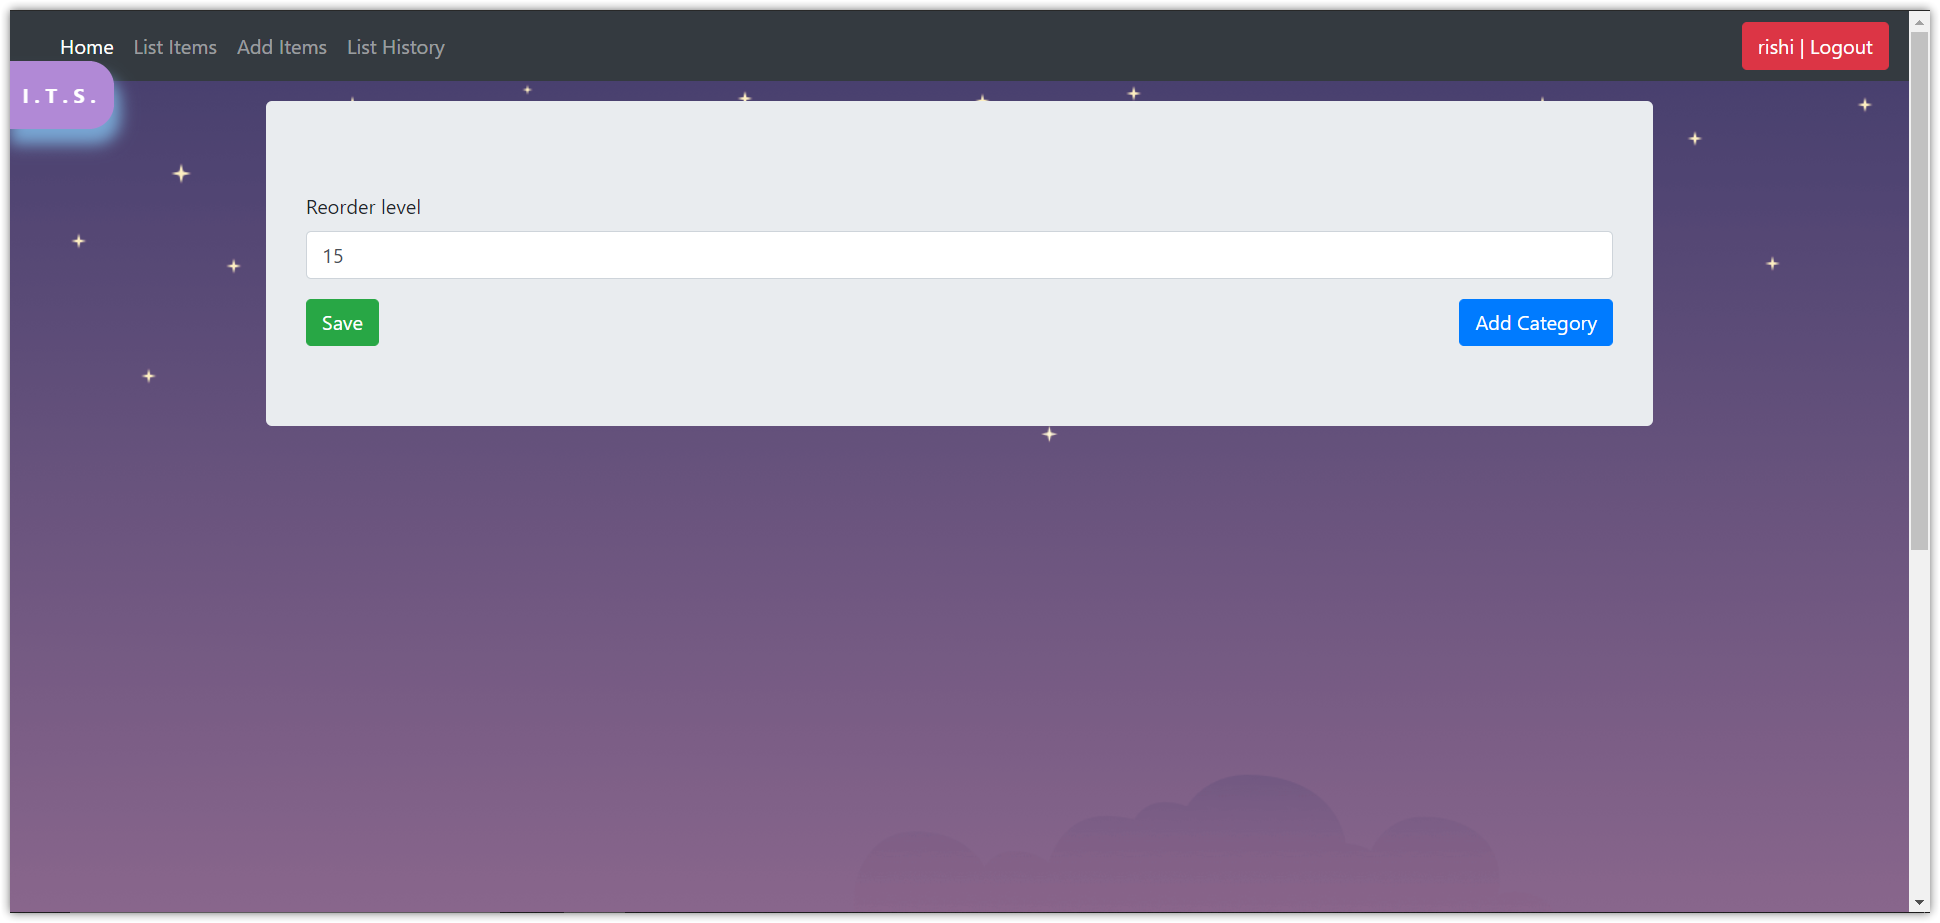 Home List Items Add Items List History rishi | Logout
I.T.S.
Reorder level
15
Save Add Category